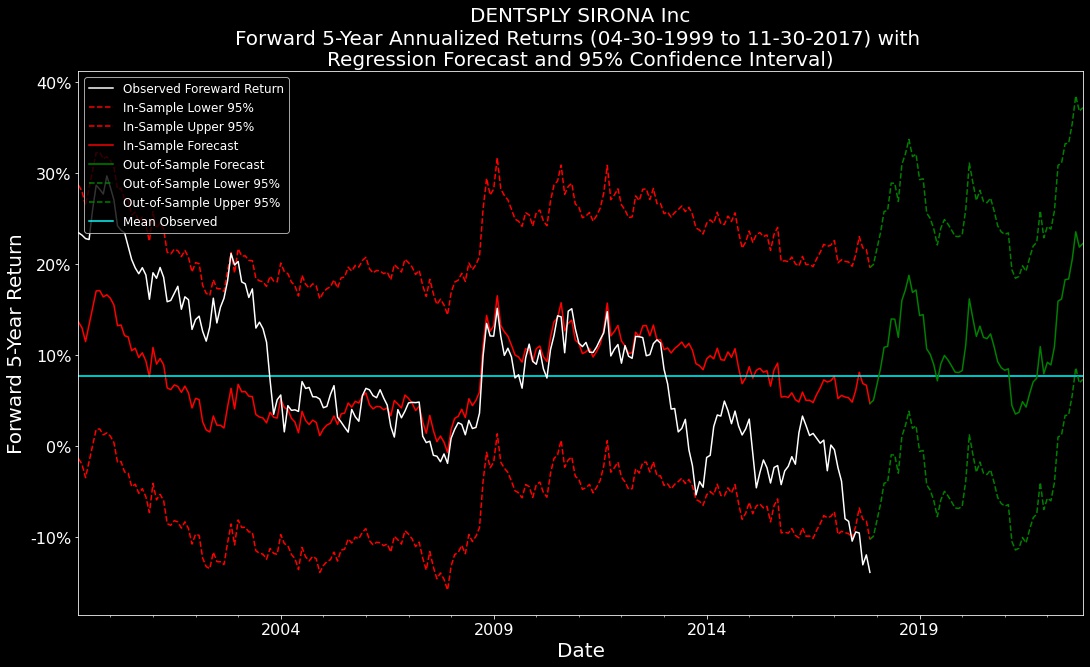 DENTSPLY SIRONA Inc
Forward 5-Year Annualized Returns (04-30-1999 to 11-30-2017) with
Regression Forecast and 95% Confidence Interval)
40%
30%
20%
10%
0%
-10%
Forward 5-Year Return
Observed Foreward Return
In-Sample Lower 95%
In-Sample Upper 95%
In-Sample Forecast
Out-of-Sample Forecast
Out-of-Sample Lower 95%
Out-of-Sample Upper 95%
Mean Observed
2004
2009
2014
2019
Date